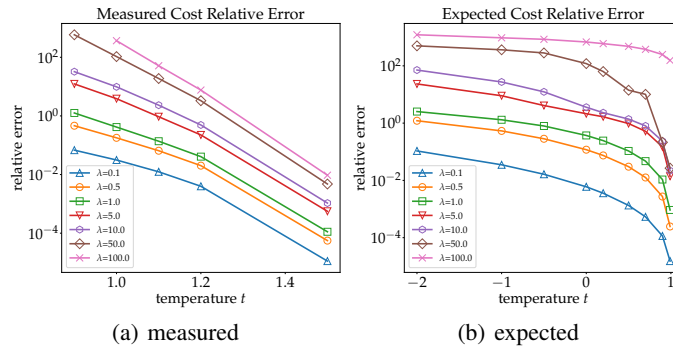 Measured Cost Relative Error
relative error
10^2
10^0
10^−2
10^−4
λ=0.1
λ=0.5
λ=1.0
λ=5.0
λ=10.0
λ=50.0
λ=100.0
1.0
1.2
1.4
temperature t
(a) measured
Expected Cost Relative Error
relative error
10^2
10^0
10^−2
10^−4
λ=0.1
λ=0.5
λ=1.0
λ=5.0
λ=10.0
λ=50.0
λ=100.0
−2
−1
0
1
temperature t
(b) expected